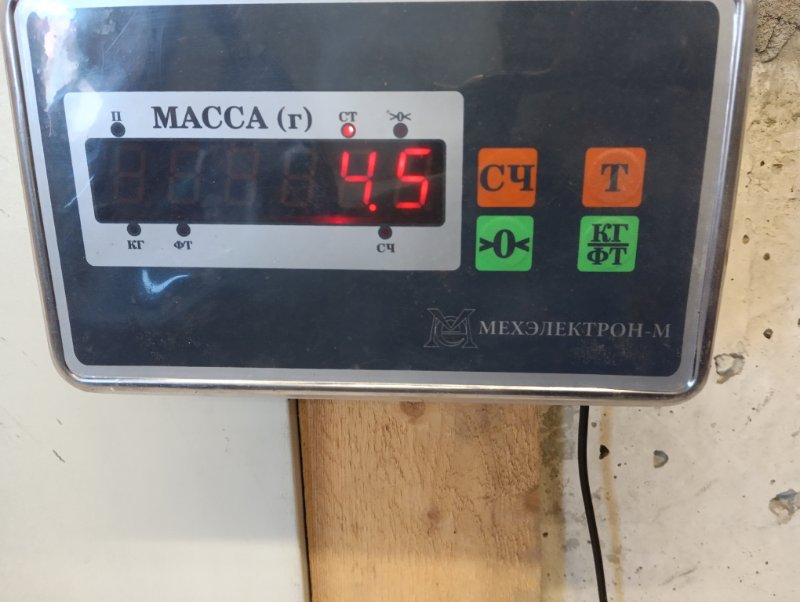 П МАССА (г) СТ >0<
4.5
КГ ФТ СЧ
СЧ Т
>0< КГ
ФТ
МЕХЭЛЕКТРОН-М